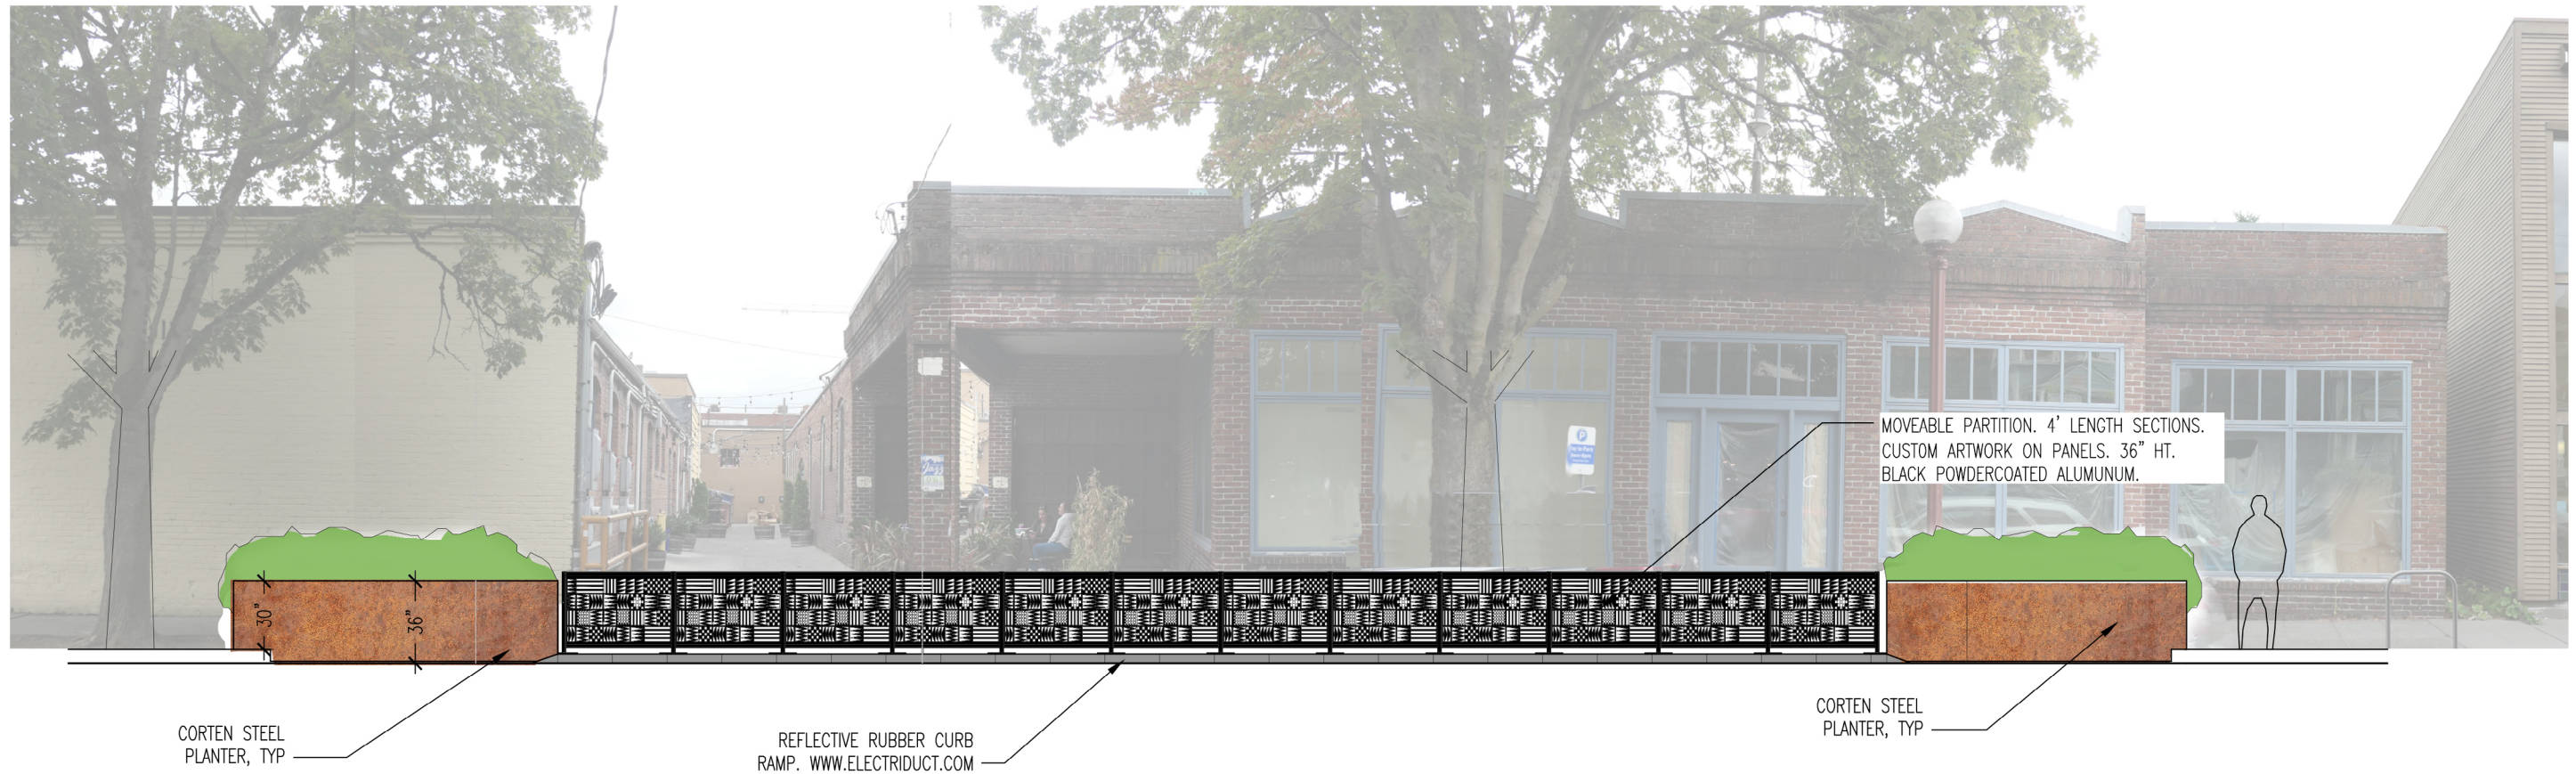 MOVEABLE PARTITION. 4' LENGTH SECTIONS.
CUSTOM ARTWORK ON PANELS. 36" HT.
BLACK POWDERCOATED ALUMUNUM.
Jazz
P
30"
36"
CORTEN STEEL
PLANTER, TYP
REFLECTIVE RUBBER CURB
RAMP. WWW.ELECTRIDUCT.COM
CORTEN STEEL
PLANTER, TYP